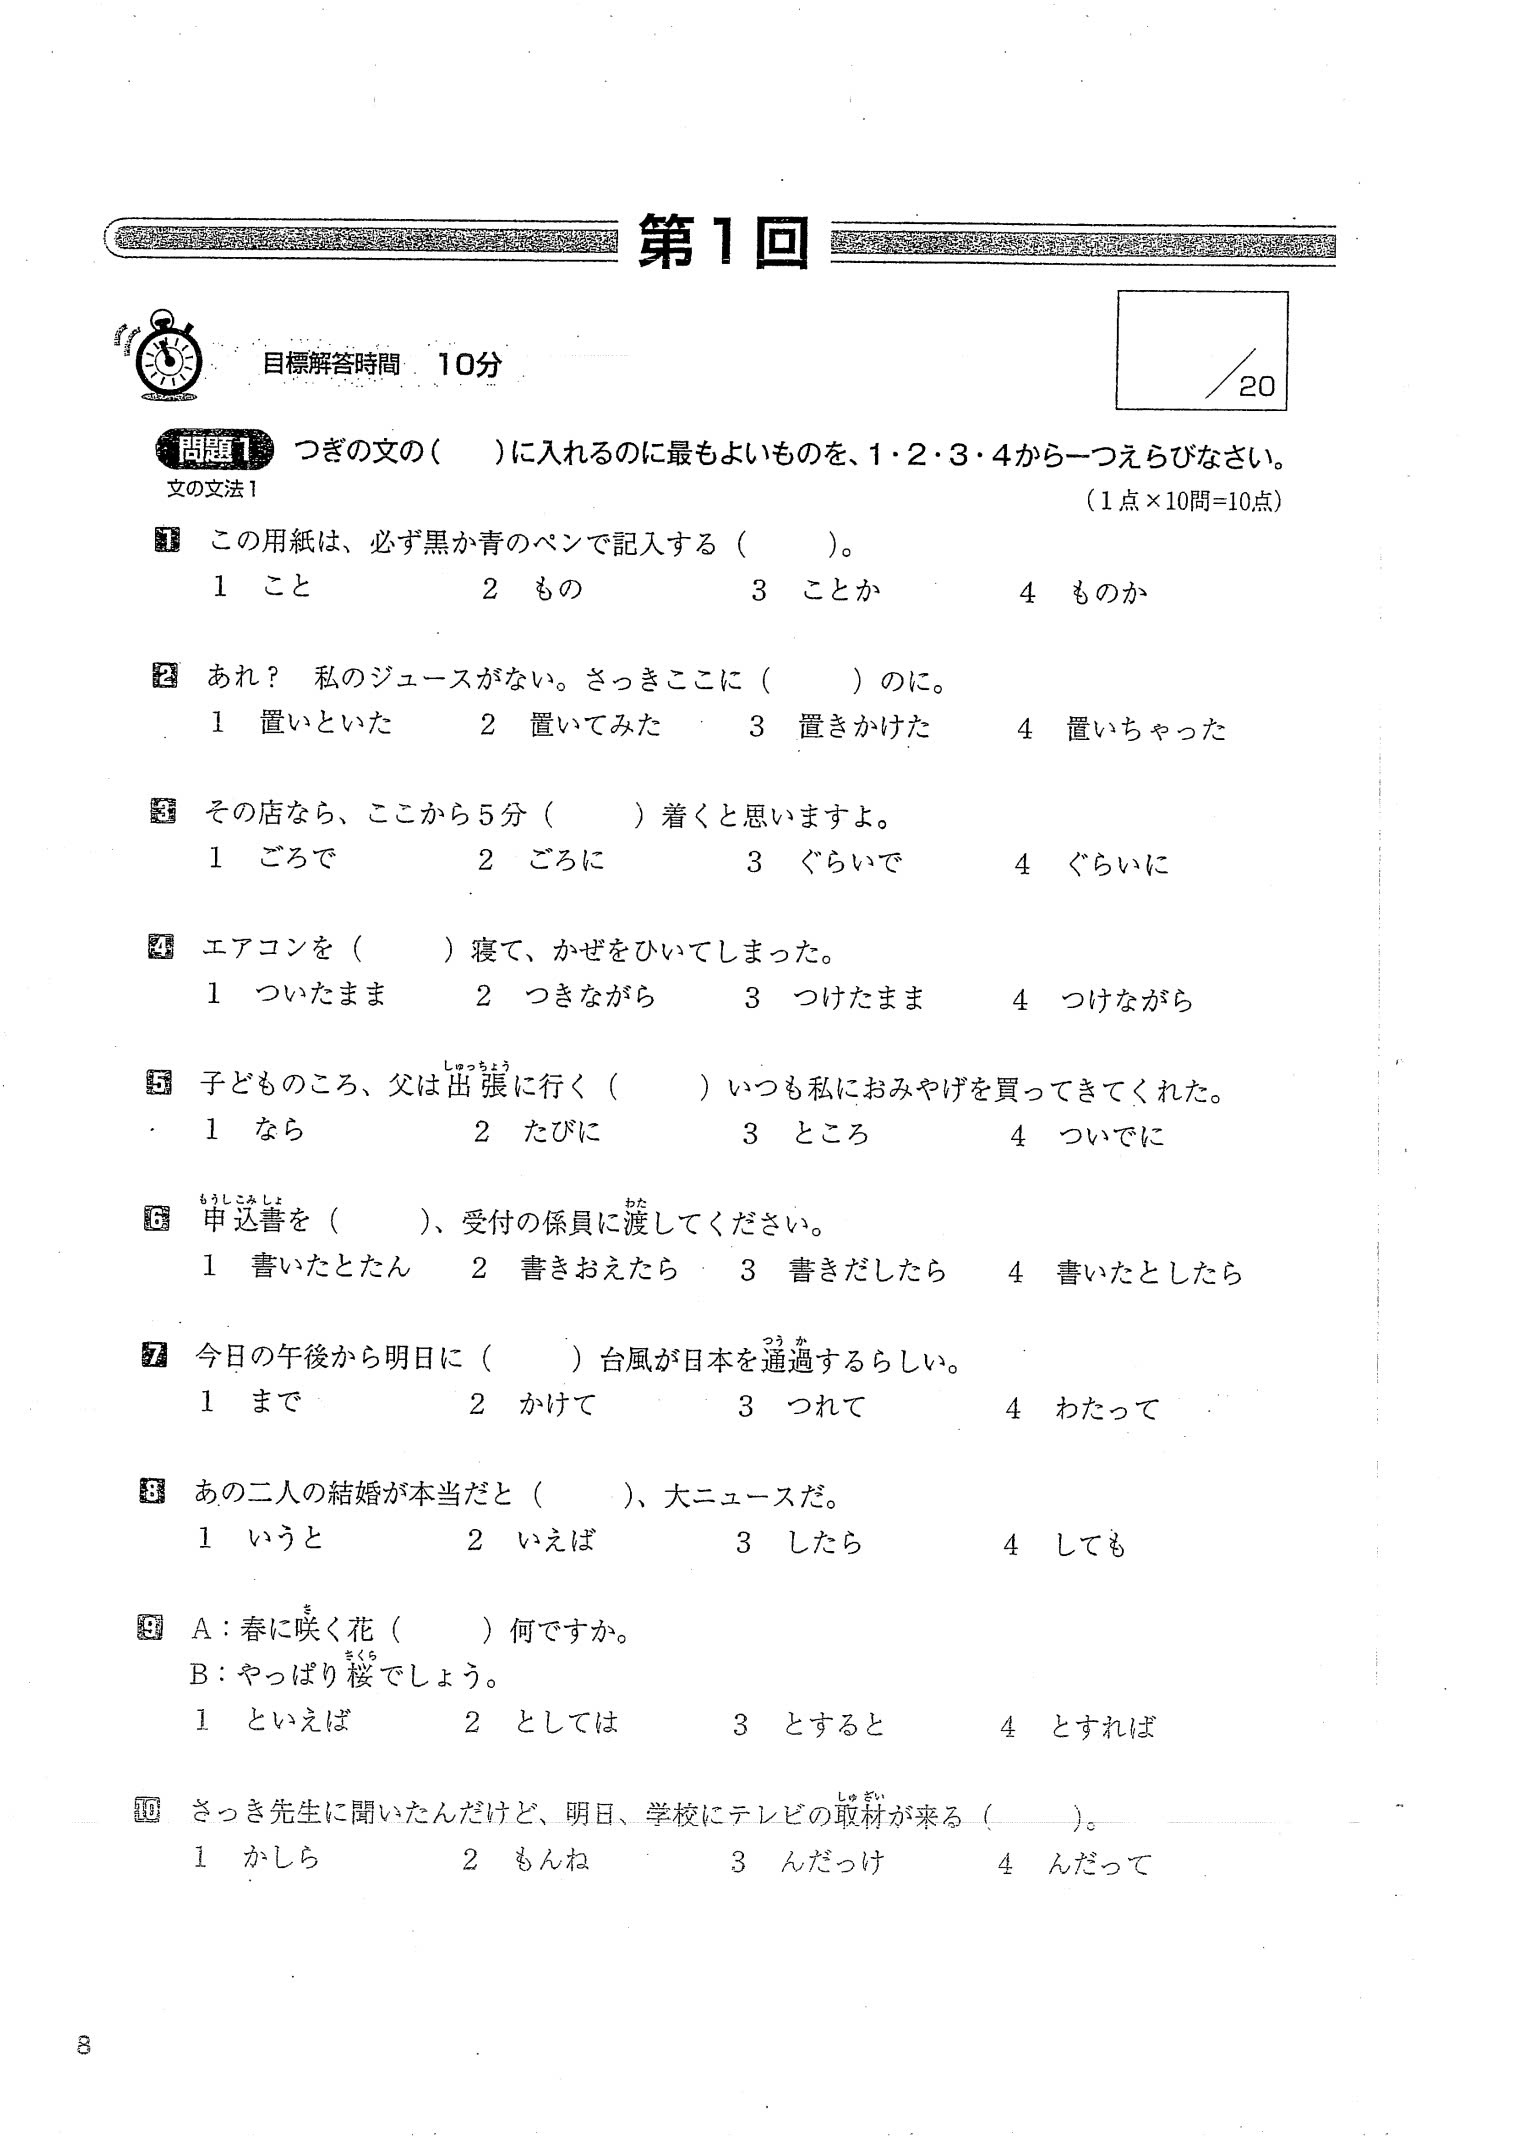 第1回
目標解答時間　10分
/20
問題1 つぎの文の(　　)に入れるのに最もよいものを、1・2・3・4から一つえらびなさい。
文の文法1
(1点×10問=10点)
1 この用紙は、必ず黒か青のペンで記入する(　　)。
1 こと 2 もの 3 ことか 4 ものか
2 あれ？ 私のジュースがない。さっきここに(　　)のに。
1 置いといた 2 置いてみた 3 置きかけた 4 置いちゃった
3 その店なら、ここから5分(　　)着くと思いますよ。
1 ごろで 2 ごろに 3 ぐらいで 4 ぐらいに
4 エアコンを(　　)寝て、かぜをひいてしまった。
1 ついたまま 2 つきながら 3 つけたまま 4 つけながら
しゅっちょう
5 子どものころ、父は出張に行く(　　)いつも私におみやげを買ってきてくれた。
1 なら 2 たびに 3 ところ 4 ついでに
もうしこみしょ わた
6 申込書を(　　)、受付の係員に渡してください。
1 書いたとたん 2 書きおえたら 3 書きだしたら 4 書いたとしたら
つうか
7 今日の午後から明日に(　　)台風が日本を通過するらしい。
1 まで 2 かけて 3 つれて 4 わたって
8 あの二人の結婚が本当だと(　　)、大ニュースだ。
1 いうと 2 いえば 3 したら 4 しても
さ
9 A：春に咲く花(　　)何ですか。
さくら
B：やっぱり桜でしょう。
1 といえば 2 としては 3 とすると 4 とすれば
しゅざい
10 さっき先生に聞いたんだけど、明日、学校にテレビの取材が来る(　　)。
1 かしら 2 もんね 3 んだっけ 4 んだって
8